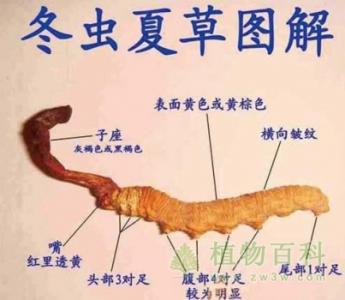 冬虫夏草图解
表面黄色或黄棕色
子座
灰褐色或黑褐色
横向皱纹
嘴
红里透黄
头部3对足
腹部4对足
较为明显
尾部1对足
植物百科
www.zw3w.com